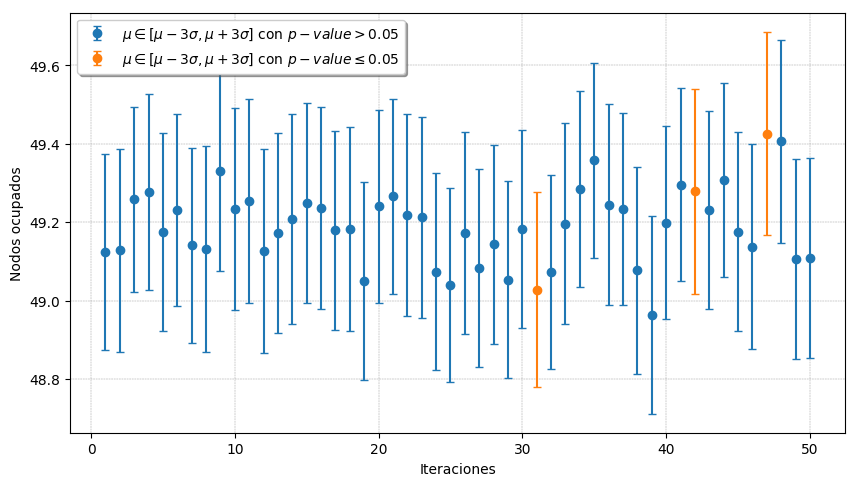 μ ∈ [μ − 3σ, μ + 3σ] con p − value > 0.05
μ ∈ [μ − 3σ, μ + 3σ] con p − value ≤ 0.05
49.6
49.4
49.2
49.0
48.8
Nodos ocupados
0 10 20 30 40 50
Iteraciones